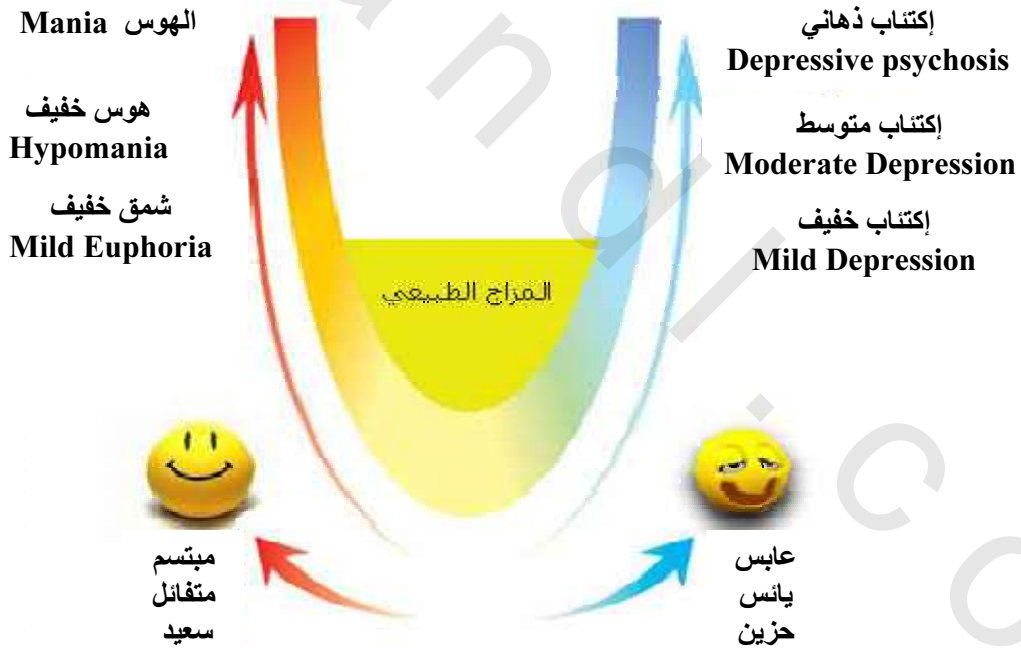 الهوس Mania
هوس خفيف
Hypomania
شمق خفيف
Mild Euphoria
إكتئاب ذهاني
Depressive psychosis
إكتئاب متوسط
Moderate Depression
إكتئاب خفيف
Mild Depression
المزاج الطبيعي
مبتسم
متفائل
سعيد
عابس
يائس
حزين